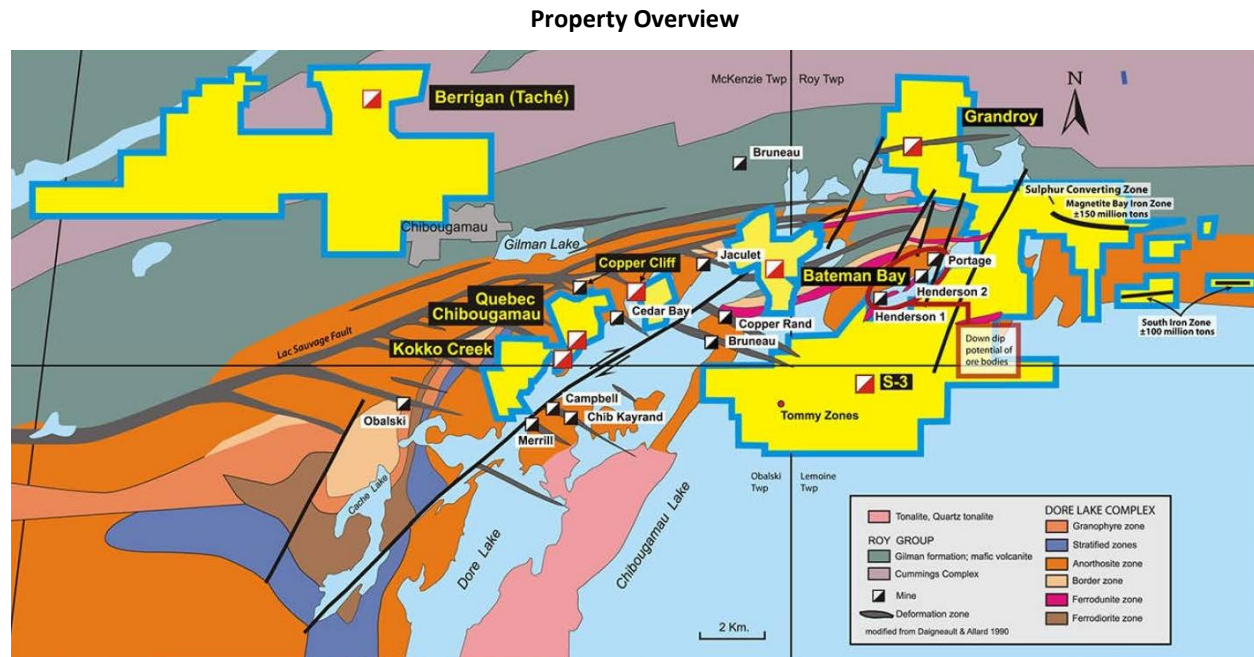 Property Overview
McKenzie Twp
Roy Twp
N
Berrigan (Taché)
Grandroy
Bruneau
Sulphur Converting Zone
Magnetite Bay Iron Zone
±150 million tons
Chibougamau
Gilman Lake
Jaculet
Copper Cliff
Bateman Bay
Portage
Henderson 2
Quebec
Chibougamau
Cedar Bay
Henderson 1
Copper Rand
South Iron Zone
±100 million tons
Lac Sauvage Fault
Kokko Creek
Bruneau
Down dip
potential of
ore bodies
S-3
Obalski
Campbell
Chib Kayrand
Merrill
Tommy Zones
Cache Lake
Dore Lake
Chibougamau Lake
Obalski
Twp
Lemoine
Twp
Tonalite, Quartz tonalite
ROY GROUP
Gilman formation; mafic volcanite
Cummings Complex
Mine
Deformation zone
modified from Daigneault & Allard 1990
DORE LAKE COMPLEX
Granophyre zone
Stratified zones
Anorthosite zone
Border zone
Ferrodunite zone
Ferrodiorite zone
2 Km.